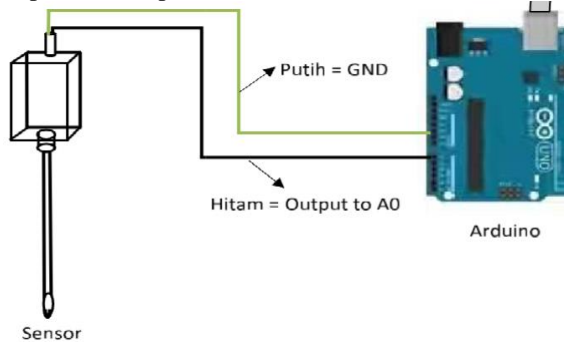 Putih = GND
Hitam = Output to A0
UNO
Arduino
Sensor